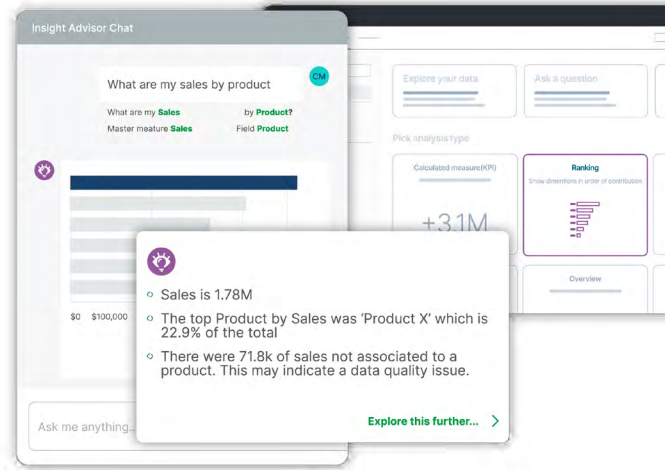 Insight Advisor Chat
What are my sales by product
CM
What are my Sales by Product?
Master meature Sales Field Product
$0 $100,000
Sales is 1.78M
The top Product by Sales was ‘Product X’ which is
22.9% of the total
There were 71.8k of sales not associated to a
product. This may indicate a data quality issue.
Explore this further...
Ask me anything..
Explore your data
Ask a question
Pick analysis type
Calculated measure(KPI)
+3.1M
Ranking
Show dimentions in order of contribution
Overview